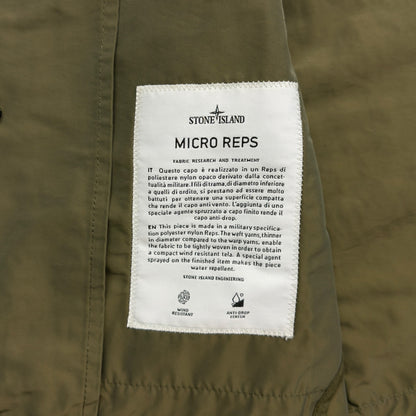 STONE ISLAND
MICRO REPS
FABRIC RESEARCH AND TREATMENT
IT Questo capo è realizzato in un Reps di
poliestere nylon opaco derivato dalla concet-
tualità militare. I fili di trama, di diametro inferiore
a quelli di ordito, si prestano ad essere molto
battuti per ottenere una superficie compatta
che rende il capo anti vento. L'aggiunta di uno
speciale agente spruzzato a capo finito rende il
capo anti drop.
EN This piece is made in a military specifica-
tion polyester nylon Reps. The weft yarns, thinner
in diameter compared to the warp yarns, enable
the fabric to be tightly woven in order to obtain
a compact wind resistant tela. A special agent
sprayed on the finished item makes the piece
water repellent.
STONE ISLAND ENGINEERING
WIND
RESISTANT
ANTI-DROP